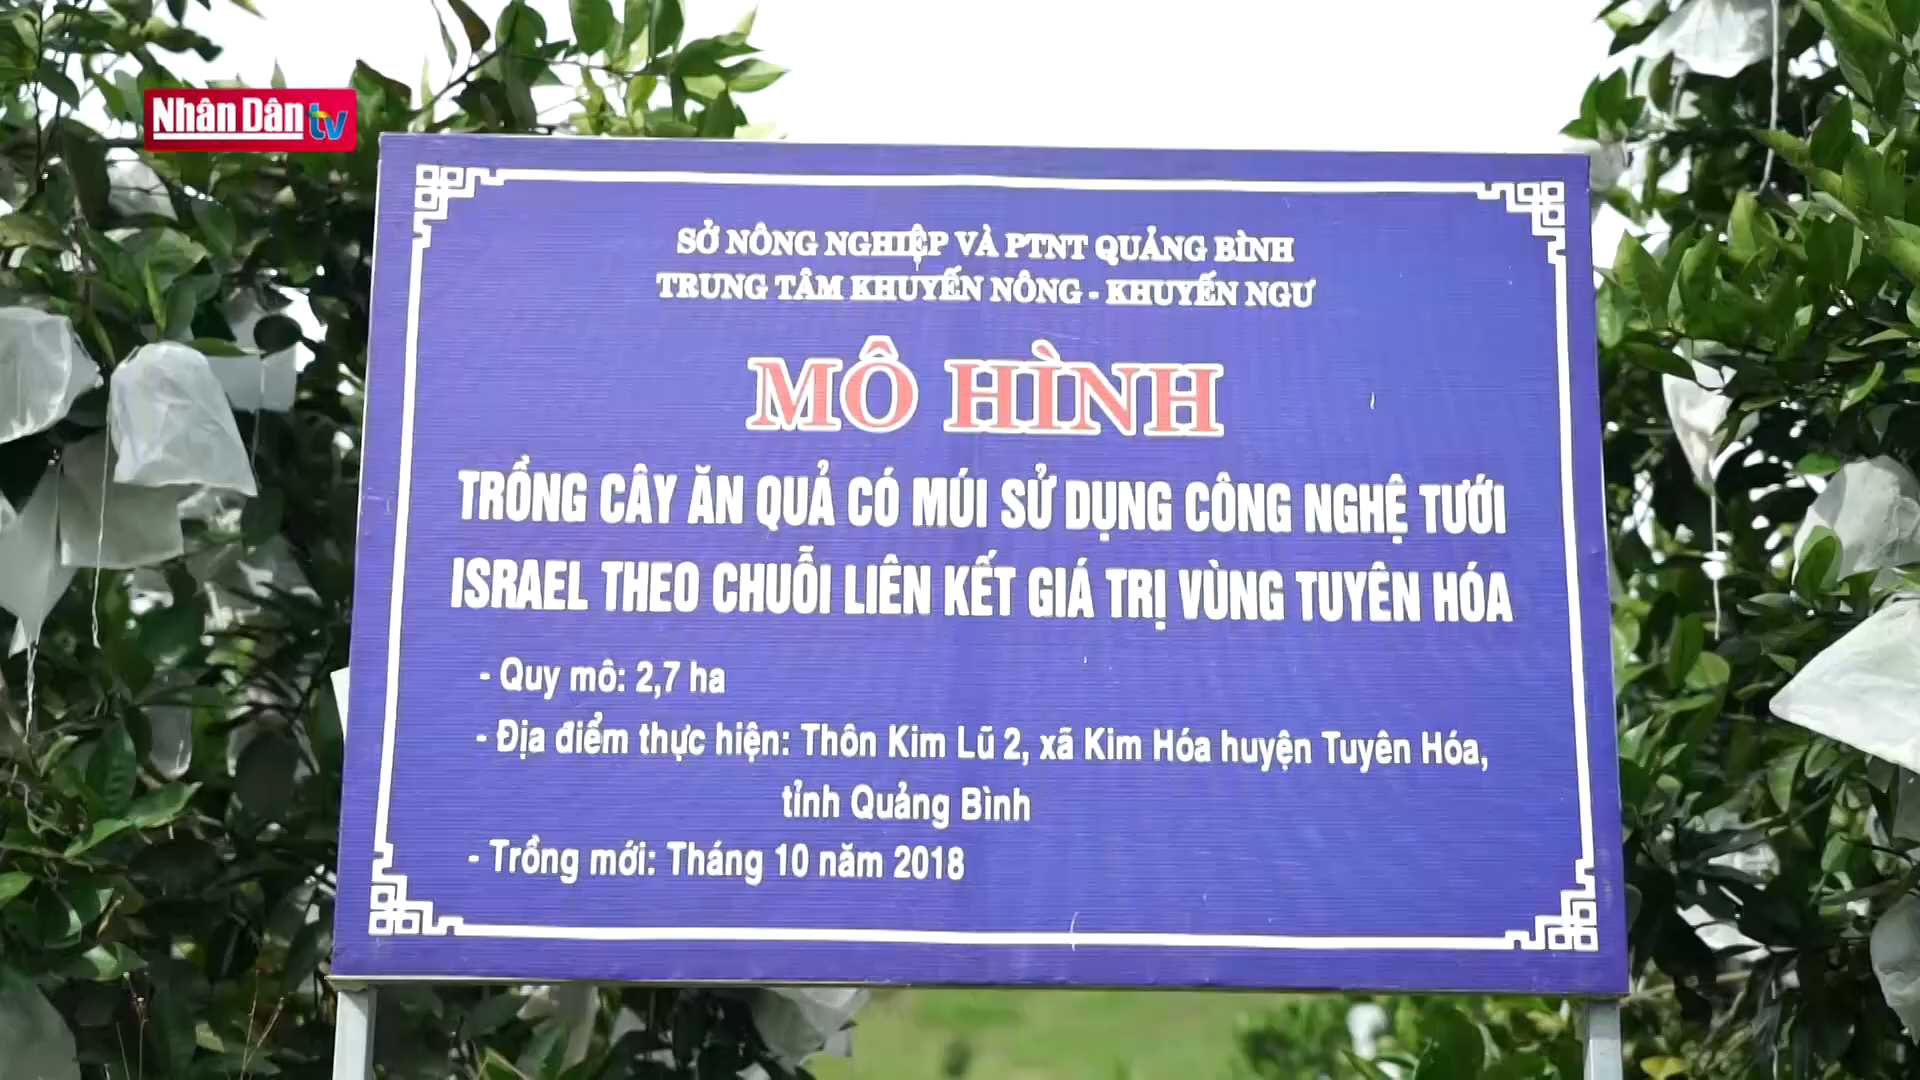 Nhân Dân tv
SỞ NÔNG NGHIỆP VÀ PTNT QUẢNG BÌNH
TRUNG TÂM KHUYẾN NÔNG - KHUYẾN NGƯ
MÔ HÌNH
TRỒNG CÂY ĂN QUẢ CÓ MÚI SỬ DỤNG CÔNG NGHỆ TƯỚI
ISRAEL THEO CHUỖI LIÊN KẾT GIÁ TRỊ VÙNG TUYÊN HÓA
- Quy mô: 2,7 ha
- Địa điểm thực hiện: Thôn Kim Lũ 2, xã Kim Hóa huyện Tuyên Hóa,
tỉnh Quảng Bình
- Trồng mới: Tháng 10 năm 2018